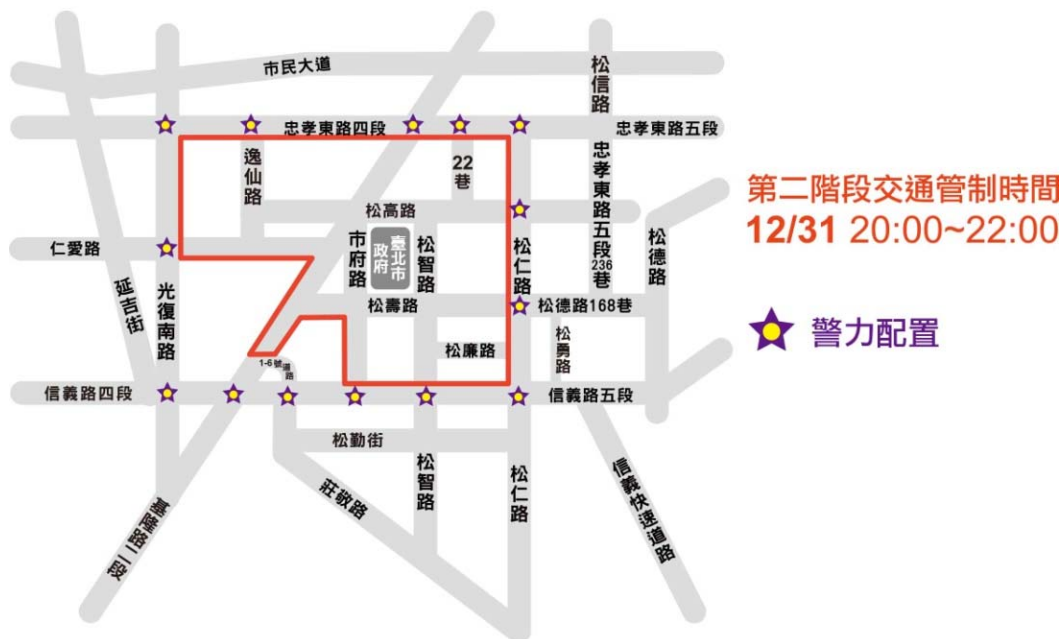 市民大道
松信路
忠孝東路四段
忠孝東路五段
逸仙路
22
巷
忠孝東路五段236巷
第二階段交通管制時間
12/31 20:00~22:00
松高路
仁愛路
市府路
臺北市
政府
松智路
松仁路
松德路
延吉街
光復南路
松壽路
松德路168巷
警力配置
松廉路
松勇路
1-6號道路
信義路四段
信義路五段
松勤街
松智路
松仁路
莊敬路
基隆路二段
信義快速道路